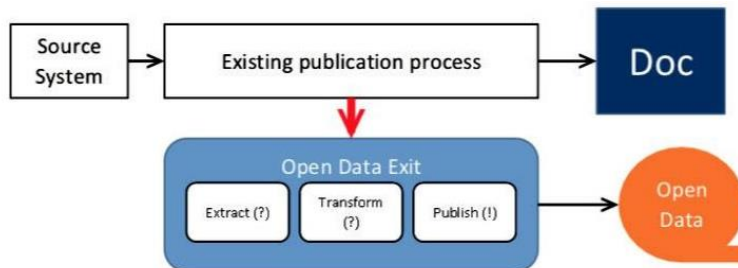 Source
System
Existing publication process
Doc
Open Data Exit
Extract (?)
Transform
(?)
Publish (!)
Open
Data